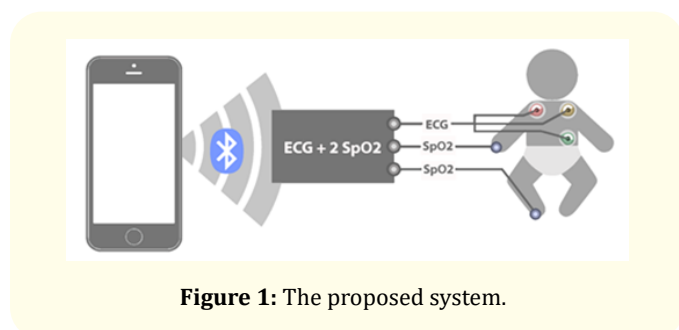 ECG + 2 SpO2
ECG
SpO2
SpO2
Figure 1: The proposed system.